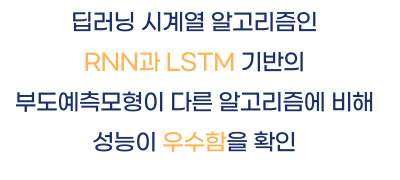 딥러닝 시계열 알고리즘인
RNN과 LSTM 기반의
부도예측모형이 다른 알고리즘에 비해
성능이 우수함을 확인